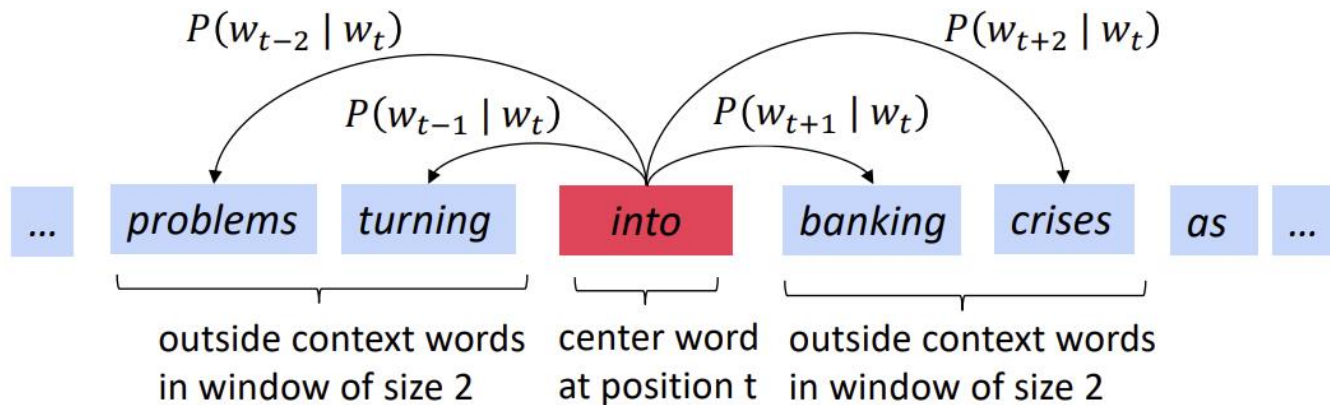 P(w_{t−2} | w_t)
P(w_{t+2} | w_t)
P(w_{t−1} | w_t)
P(w_{t+1} | w_t)
... problems turning into banking crises as ...
outside context words
in window of size 2
center word
at position t
outside context words
in window of size 2